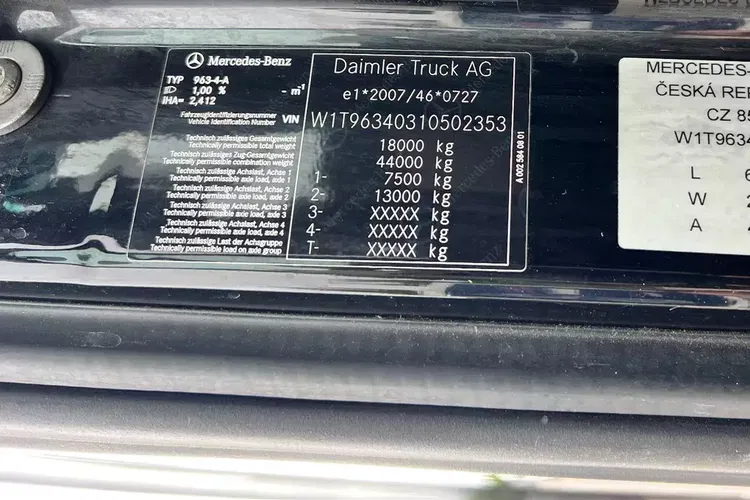 Mercedes-Benz
TYP 963-4-A
1,00 % - m⁻¹
IHA= 2,412
Daimler Truck AG
e1*2007/46*0727
Fahrzeugidentifizierungsnummer
Vehicle Identification Number VIN W1T96340310502353
Technisch zulässiges Gesamtgewicht
Technically permissible total weight 18000 kg
Technisch zulässiges Zug-Gesamtgewicht
Technically permissible combination weight 44000 kg
Technisch zulässige Achslast, Achse 1
Technically permissible axle load, axle 1 1- 7500 kg
Technisch zulässige Achslast, Achse 2
Technically permissible axle load, axle 2 2- 13000 kg
Technisch zulässige Achslast, Achse 3
Technically permissible axle load, axle 3 3- XXXXX kg
Technisch zulässige Achslast, Achse 4
Technically permissible axle load, axle 4 4- XXXXX kg
Technisch zulässige Last der Achsgruppe
Technically permissible load on axle group T- XXXXX kg
A 002 584 08 01
MERCEDES-
ČESKÁ REP
CZ 85
W1T9634
L 6
W 2
A